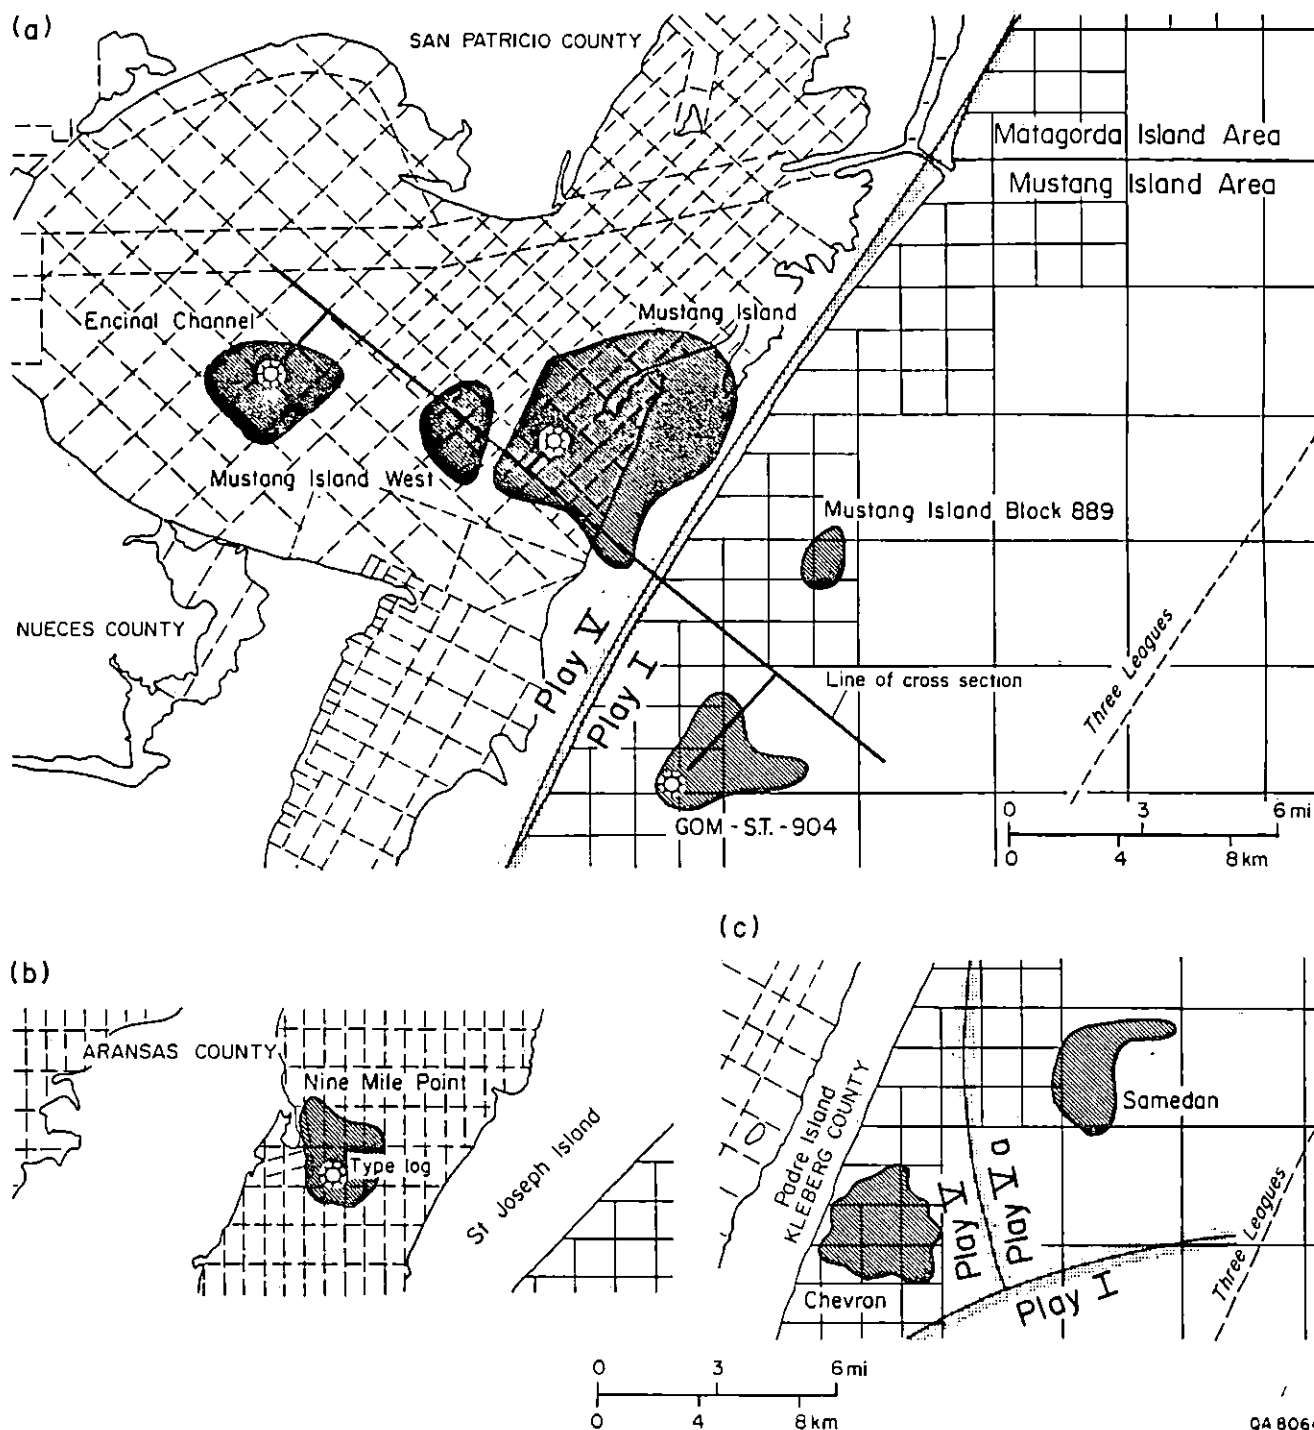 (a)
SAN PATRICIO COUNTY
Matagorda Island Area
Mustang Island Area
Encinal Channel
Mustang Island
Mustang Island West
Mustang Island Block 889
NUECES COUNTY
Play V
Play I
Line of cross section
Three Leagues
GOM-S.T.-904
0 3 6 mi
0 4 8 km
(b)
ARANSAS COUNTY
Nine Mile Point
Type log
St Joseph Island
(c)
Padre Island
KLEBERG COUNTY
Samedan
Chevron
Play V
Play V a
Play I
Three Leagues
0 3 6 mi
0 4 8 km
QA 8064